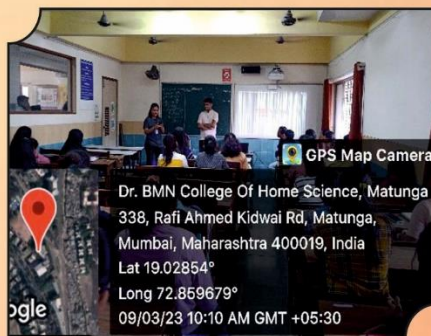 GPS Map Camera
Dr. BMN College Of Home Science, Matunga
338, Rafi Ahmed Kidwai Rd, Matunga,
Mumbai, Maharashtra 400019, India
Lat 19.02854°
Long 72.859679°
09/03/23 10:10 AM GMT +05:30
ogle